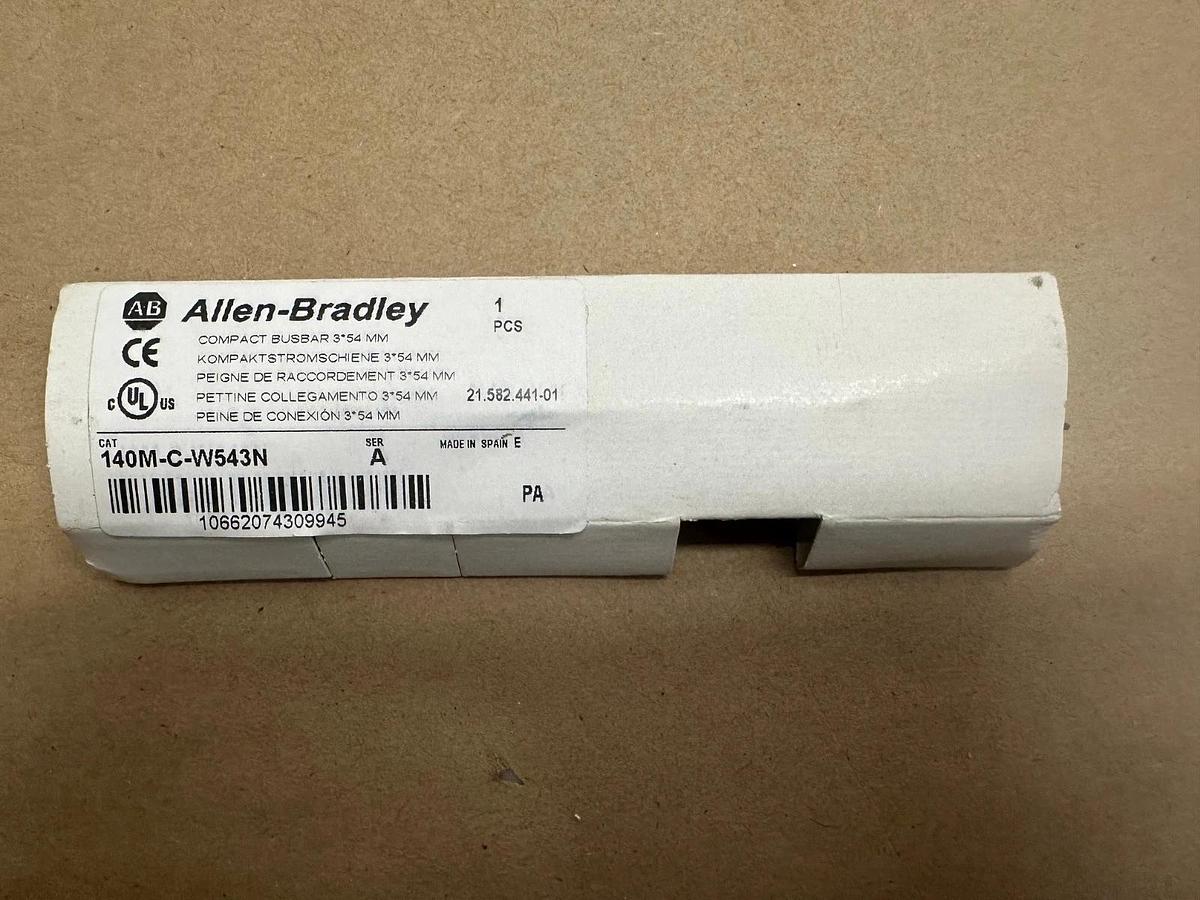 AB Allen-Bradley
1
PCS
CE
COMPACT BUSBAR 3*54 MM
KOMPAKTSTROMSCHIENE 3*54 MM
PEIGNE DE RACCORDEMENT 3*54 MM
C UL US
PETTINE COLLEGAMENTO 3*54 MM 21.582.441-01
PEINE DE CONEXIÓN 3*54 MM
CAT SER MADE IN SPAIN E
140M-C-W543N A
PA
10662074309945